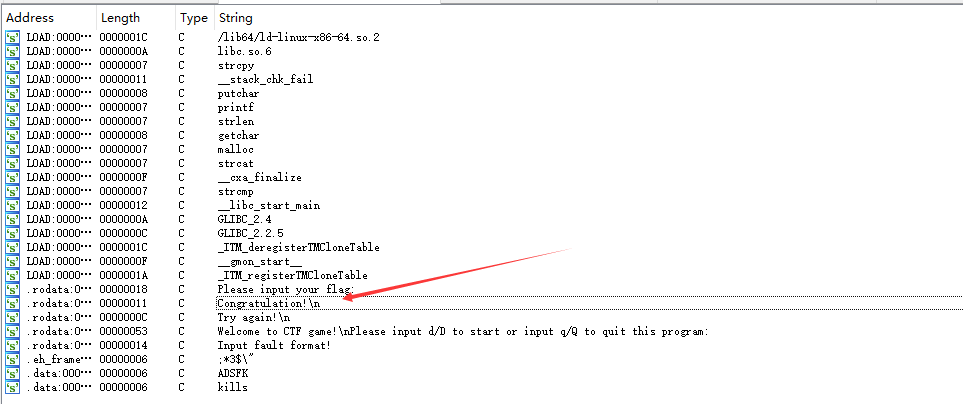 Address Length Type String
LOAD:0000… 0000001C C /lib64/ld-linux-x86-64.so.2
LOAD:0000… 0000000A C libc.so.6
LOAD:0000… 00000007 C strcpy
LOAD:0000… 00000011 C __stack_chk_fail
LOAD:0000… 00000008 C putchar
LOAD:0000… 00000007 C printf
LOAD:0000… 00000007 C strlen
LOAD:0000… 00000008 C getchar
LOAD:0000… 00000007 C malloc
LOAD:0000… 00000007 C strcat
LOAD:0000… 0000000F C __cxa_finalize
LOAD:0000… 00000007 C strcmp
LOAD:0000… 00000012 C __libc_start_main
LOAD:0000… 0000000A C GLIBC_2.4
LOAD:0000… 0000000C C GLIBC_2.2.5
LOAD:0000… 0000001C C _ITM_deregisterTMCloneTable
LOAD:0000… 0000000F C __gmon_start__
LOAD:0000… 0000001A C _ITM_registerTMCloneTable
.rodata:0… 00000018 C Please input your flag:
.rodata:0… 00000011 C Congratulation!\n
.rodata:0… 0000000C C Try again!\n
.rodata:0… 00000053 C Welcome to CTF game!\nPlease input d/D to start or input q/Q to quit this program:
.rodata:0… 00000014 C Input fault format!
.eh_frame… 00000006 C ;*3$\"
.data:000… 00000006 C ADSFK
.data:000… 00000006 C kills